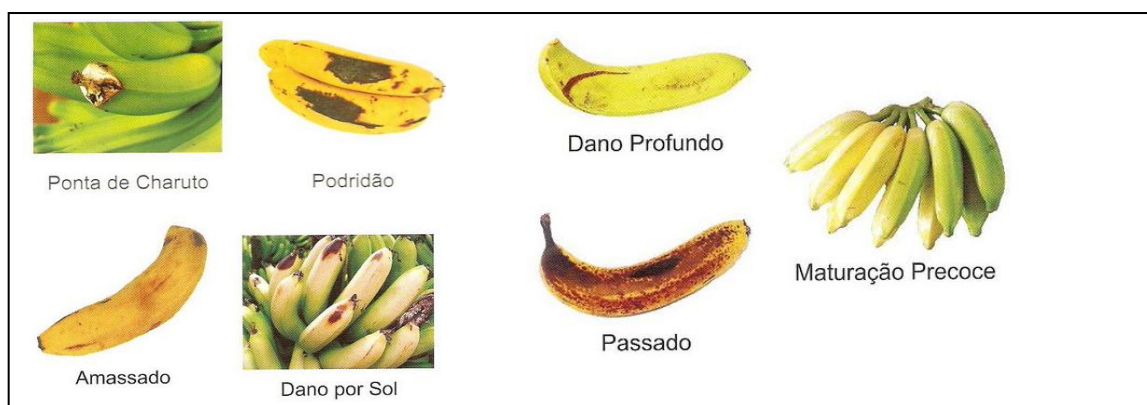 Ponta de Charuto
Podridão
Dano Profundo
Maturação Precoce
Amassado
Dano por Sol
Passado